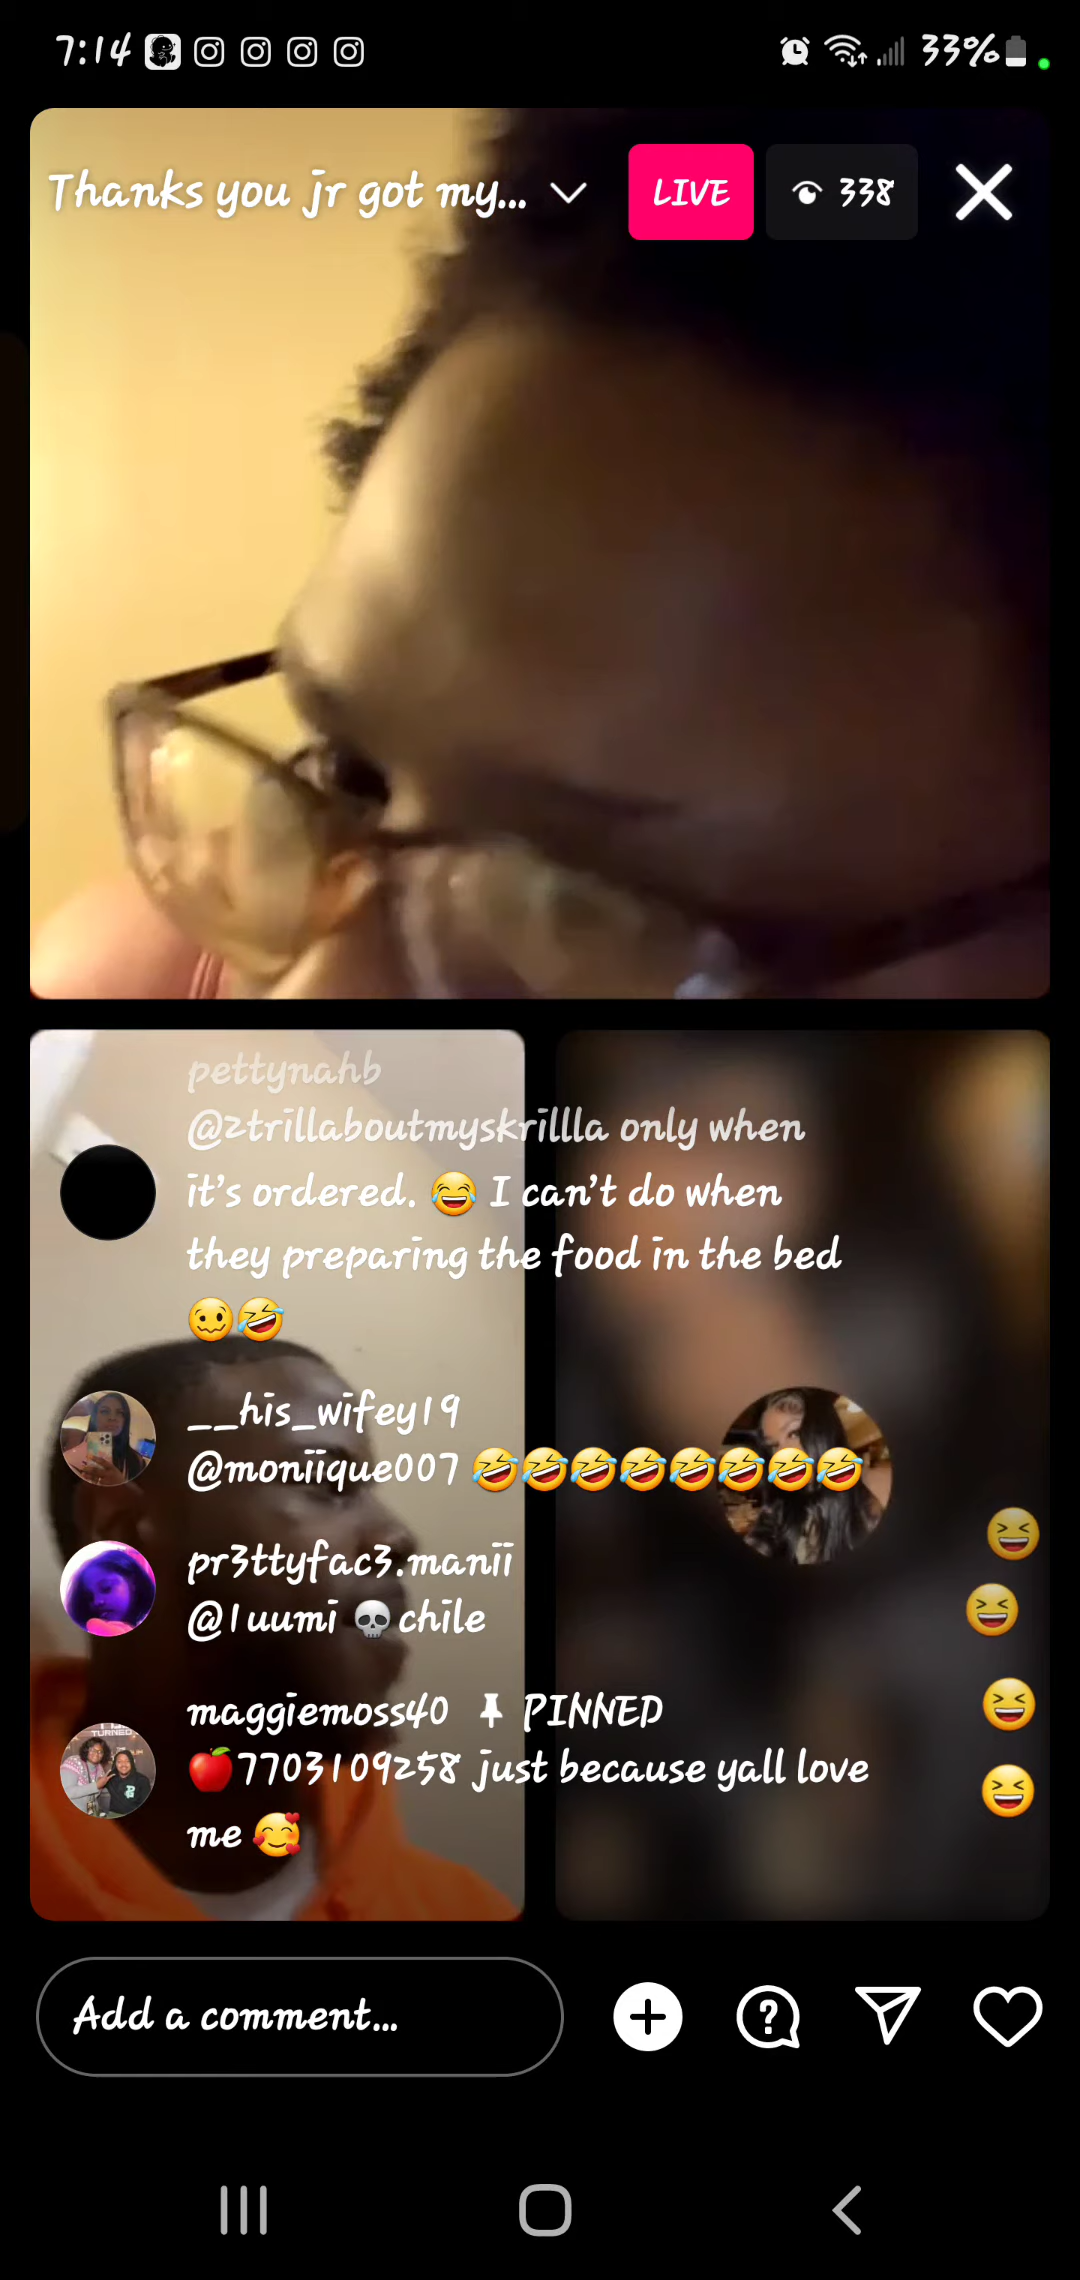 7:14
33%
Thanks you jr got my...
LIVE
338
pettynahb
@ztrillaboutmyskrillla only when
it's ordered. 😂 I can't do when
they preparing the food in the bed
🥴🤣
__his_wifey19
@moniique007 🤣🤣🤣🤣🤣🤣🤣🤣
pr3ttyfac3.manii
@1uumi 💀chile
maggiemoss40 📌 PINNED
TURNED
🍎7703109258 just because yall love
me 🥰
Add a comment...